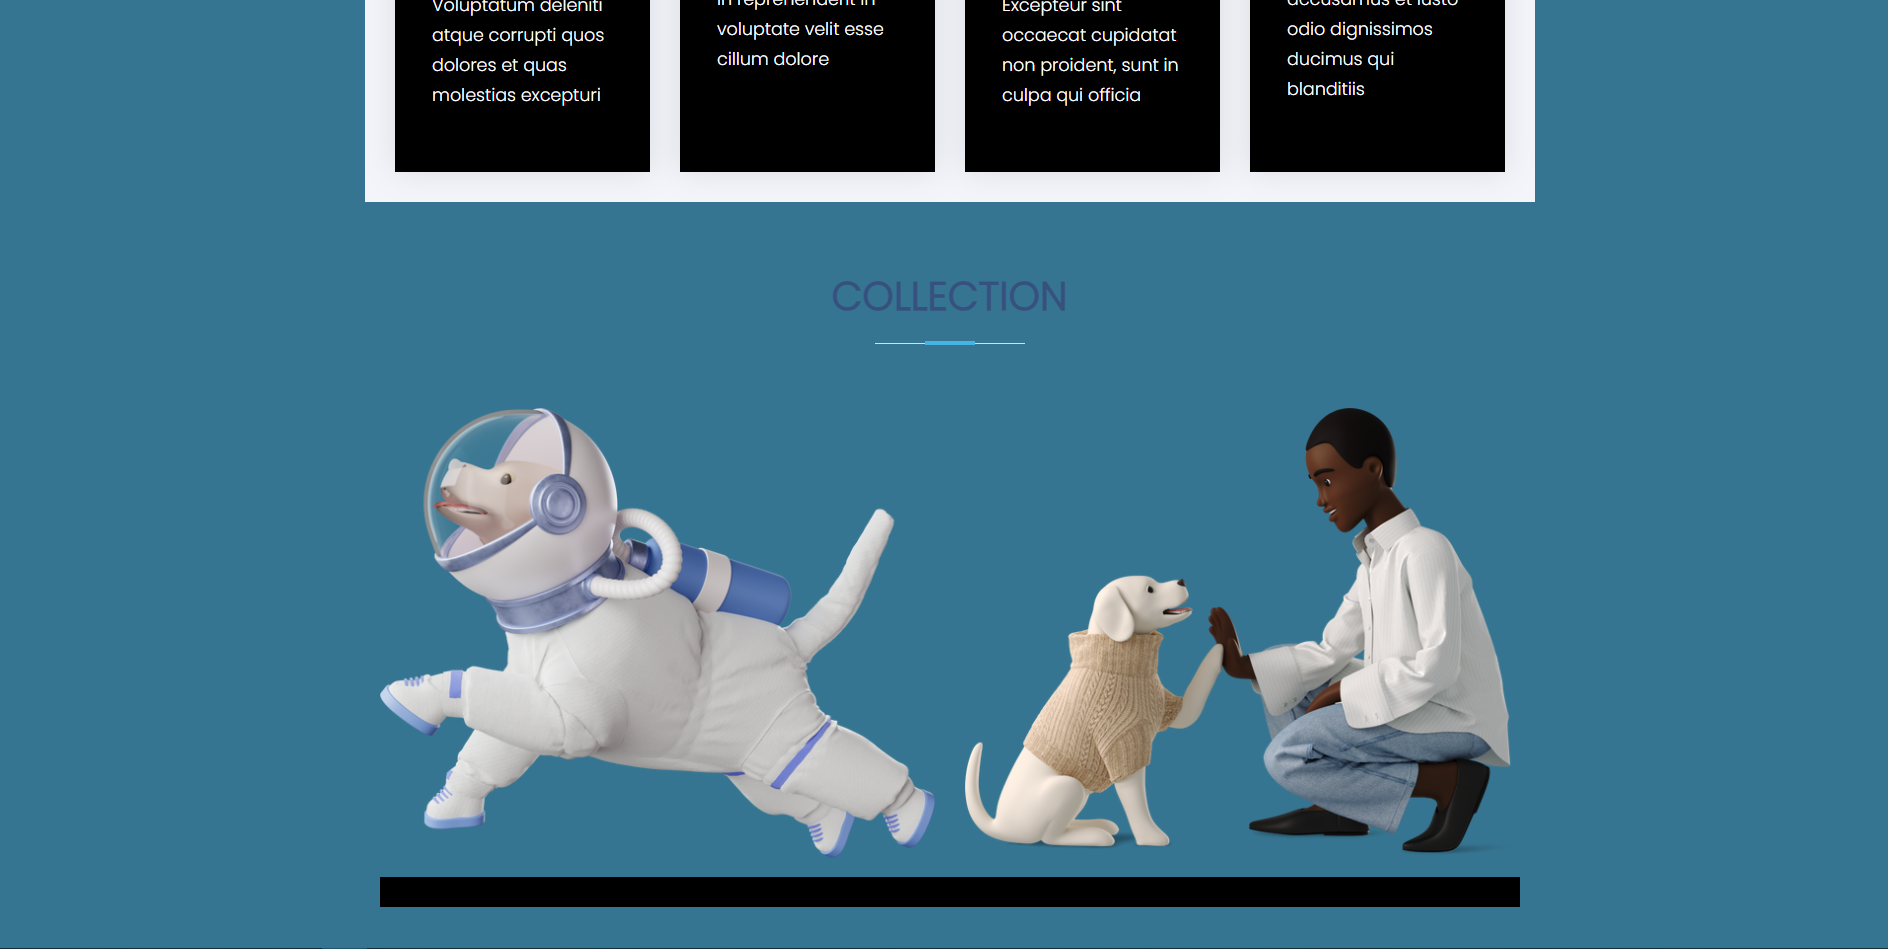 Voluptatum deleniti
atque corrupti quos
dolores et quas
molestias excepturi
in reprehenderit in
voluptate velit esse
cillum dolore
Excepteur sint
occaecat cupidatat
non proident, sunt in
culpa qui officia
accusamus et iusto
odio dignissimos
ducimus qui
blanditiis
COLLECTION